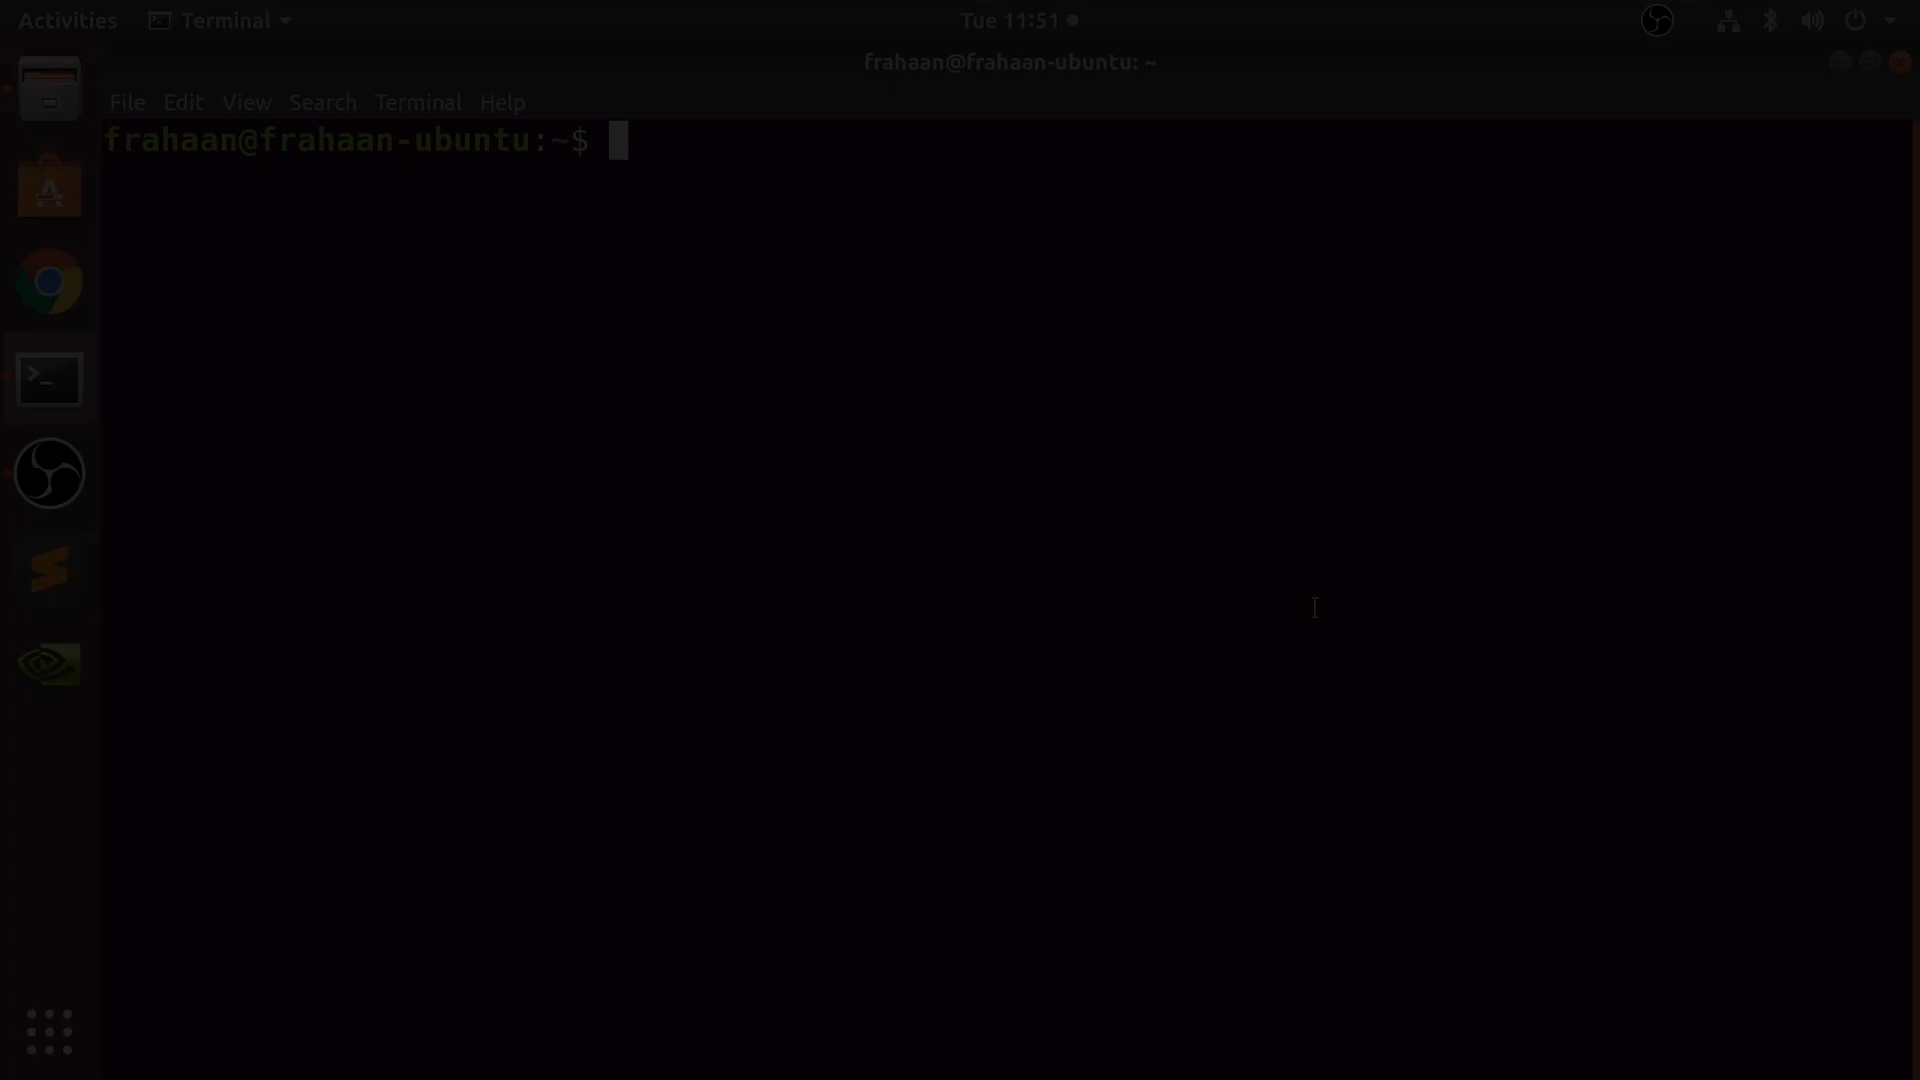 Activities Terminal Tue 11:51
frahaan@frahaan-ubuntu: ~
File Edit View Search Terminal Help
frahaan@frahaan-ubuntu:~$